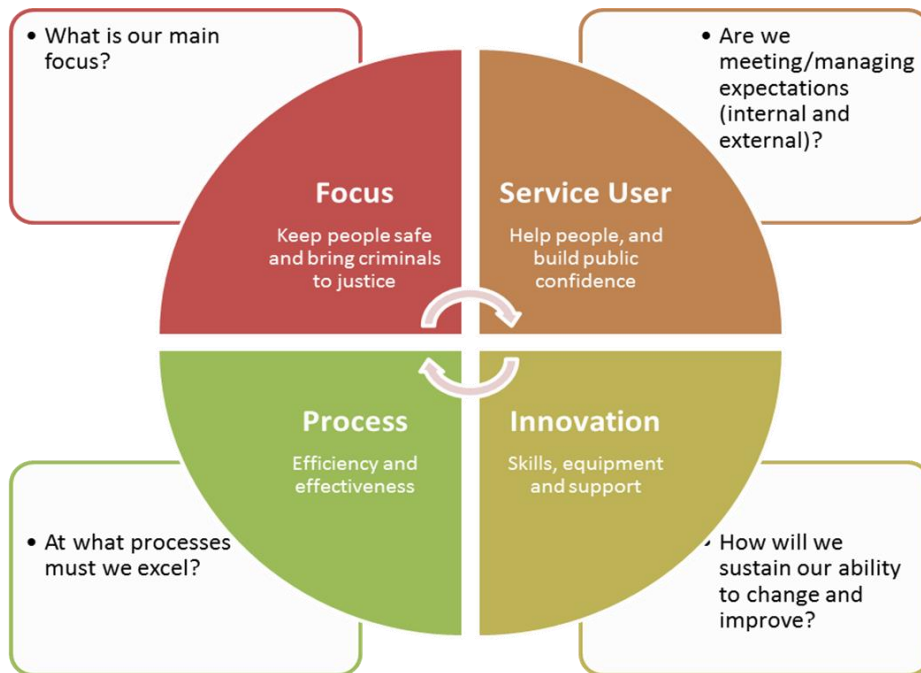 • What is our main
focus?
• Are we
meeting/managing
expectations
(internal and
external)?
Focus
Keep people safe
and bring criminals
to justice
Service User
Help people, and
build public
confidence
Process
Efficiency and
effectiveness
Innovation
Skills, equipment
and support
• At what processes
must we excel?
• How will we
sustain our ability
to change and
improve?